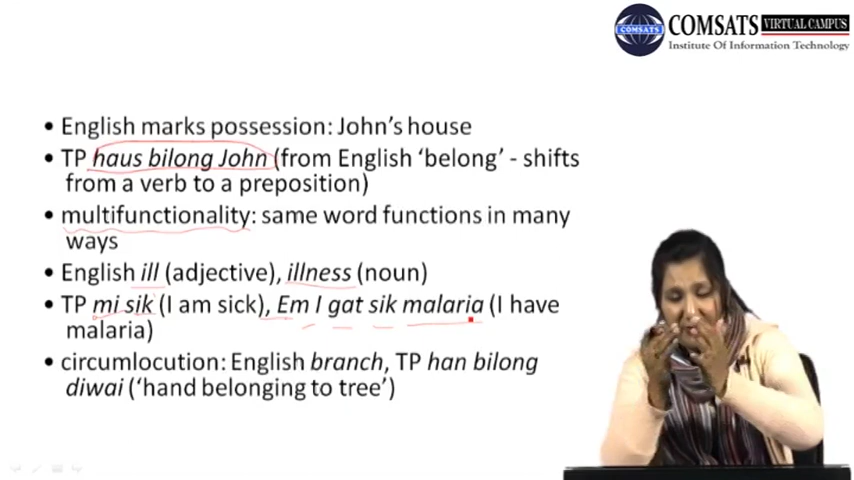 COMSATS VIRTUAL CAMPUS
COMSATS
Institute Of Information Technology
• English marks possession: John's house
• TP haus bilong John (from English 'belong' - shifts
from a verb to a preposition)
• multifunctionality: same word functions in many
ways
• English ill (adjective), illness (noun)
• TP mi sik (I am sick), Em I gat sik malaria (I have
malaria)
• circumlocution: English branch, TP han bilong
diwai ('hand belonging to tree')